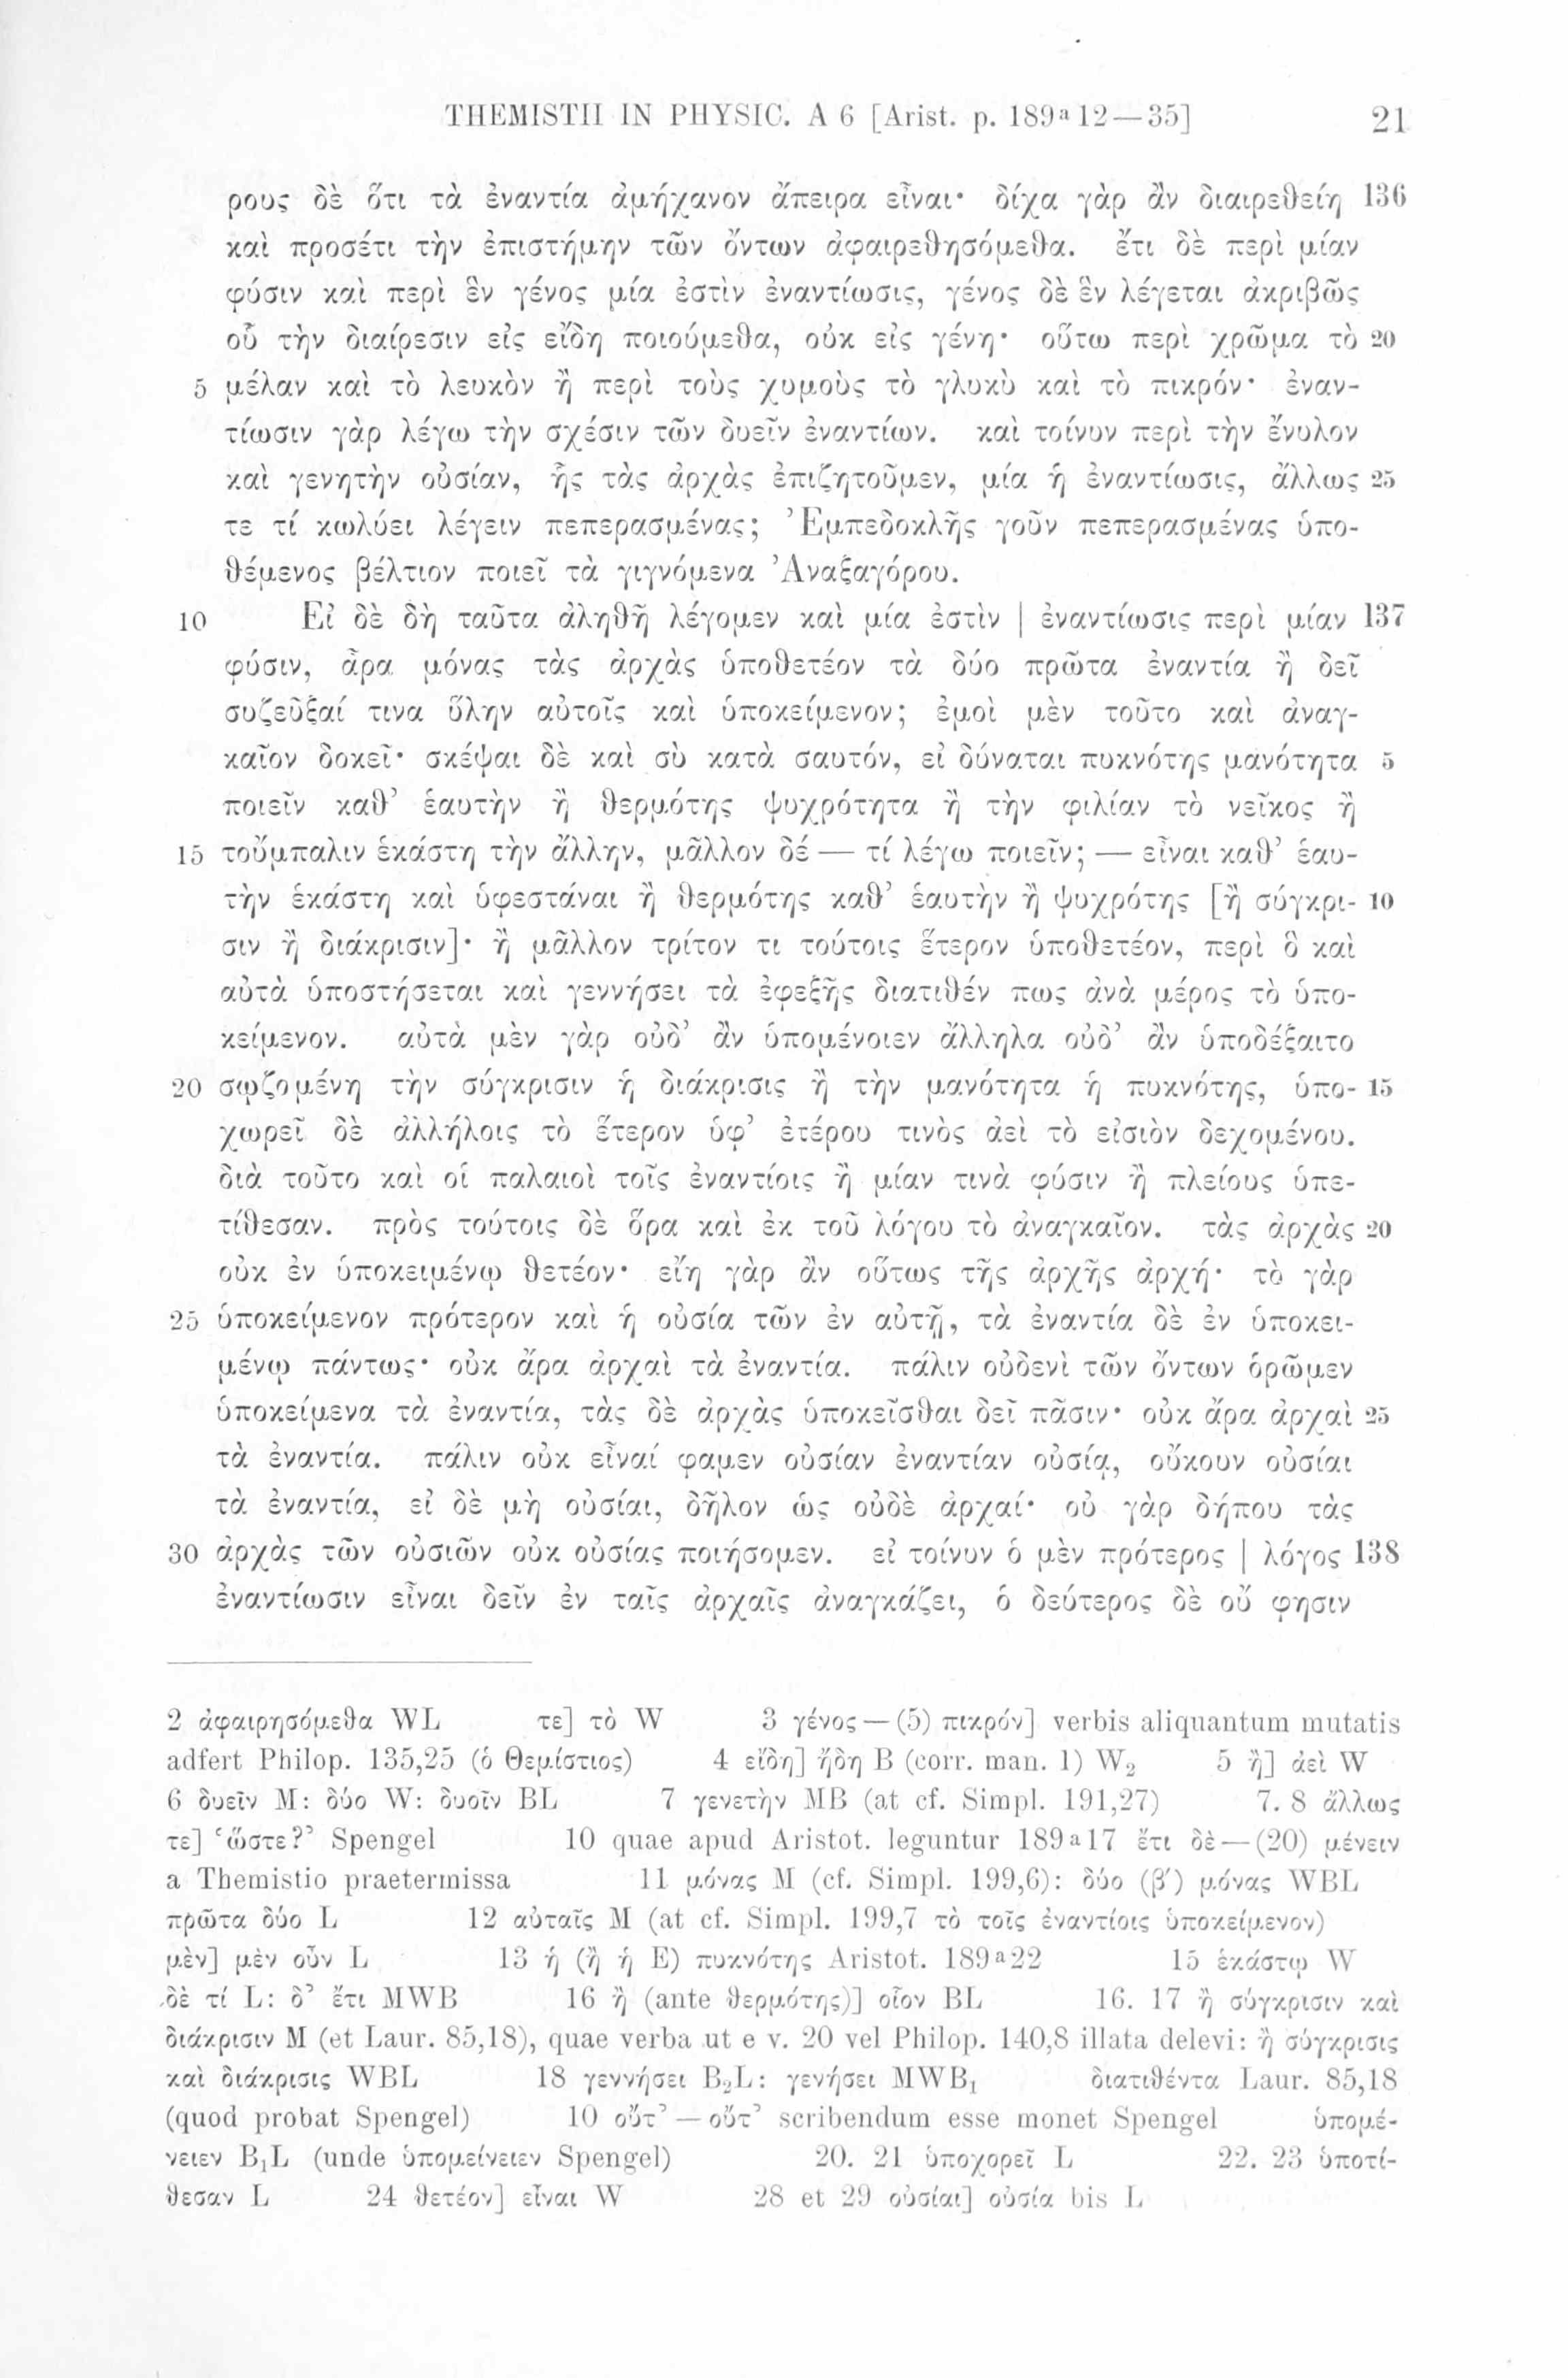 THEMISTII IN PHYSIC. A 6 [Arist. p. 189a 12—35] 21
ρους δὲ ὅτι τὰ ἐναντία ἀμήχανον ἄπειρα εἶναι· δίχα γὰρ ἂν διαιρεθείη 136
καὶ προσέτι τὴν ἐπιστήμην τῶν ὄντων ἀφαιρεθησόμεθα. ἔτι δὲ περὶ μίαν
φύσιν καὶ περὶ ἓν γένος μία ἐστὶν ἐναντίωσις, γένος δὲ ἓν λέγεται ἀκριβῶς
οὗ τὴν διαίρεσιν εἰς εἴδη ποιούμεθα, οὐκ εἰς γένη· οὕτω περὶ χρῶμα τὸ 20
5 μέλαν καὶ τὸ λευκὸν ἢ περὶ τοὺς χυμοὺς τὸ γλυκὺ καὶ τὸ πικρόν· ἐναν-
τίωσιν γὰρ λέγω τὴν σχέσιν τῶν δυεῖν ἐναντίων. καὶ τοίνυν περὶ τὴν ἔνυλον
καὶ γενητὴν οὐσίαν, ἧς τὰς ἀρχὰς ἐπιζητοῦμεν, μία ἡ ἐναντίωσις, ἄλλως 25
τε τί κωλύει λέγειν πεπερασμένας; Ἐμπεδοκλῆς γοῦν πεπερασμένας ὑπο-
θέμενος βέλτιον ποιεῖ τὰ γιγνόμενα Ἀναξαγόρου.
10 Εἰ δὲ δὴ ταῦτα ἀληθῆ λέγομεν καὶ μία ἐστὶν | ἐναντίωσις περὶ μίαν 137
φύσιν, ἆρα μόνας τὰς ἀρχὰς ὑποθετέον τὰ δύο πρῶτα ἐναντία ἢ δεῖ
συζεῦξαί τινα ὕλην αὐτοῖς καὶ ὑποκείμενον; ἐμοὶ μὲν τοῦτο καὶ ἀναγ-
καῖον δοκεῖ· σκέψαι δὲ καὶ σὺ κατὰ σαυτόν, εἰ δύναται πυκνότης μανότητα 5
ποιεῖν καθ’ ἑαυτὴν ἢ θερμότης ψυχρότητα ἢ τὴν φιλίαν τὸ νεῖκος ἢ
15 τοὔμπαλιν ἑκάστη τὴν ἄλλην, μᾶλλον δέ — τί λέγω ποιεῖν; — εἶναι καθ’ ἑαυ-
τὴν ἑκάστη καὶ ὑφεστάναι ἢ θερμότης καθ’ ἑαυτὴν ἢ ψυχρότης [ἢ σύγκρι- 10
σιν ἢ διάκρισιν]· ἢ μᾶλλον τρίτον τι τούτοις ἕτερον ὑποθετέον, περὶ ὃ καὶ
αὐτὰ ὑποστήσεται καὶ γεννήσει τὰ ἐφεξῆς διατιθέν πως ἀνὰ μέρος τὸ ὑπο-
κείμενον. αὐτὰ μὲν γὰρ οὐδ’ ἂν ὑπομένοιεν ἄλληλα οὐδ’ ἂν ὑποδέξαιτο
20 σῳζομένη τὴν σύγκρισιν ἡ διάκρισις ἢ τὴν μανότητα ἡ πυκνότης, ὑπο- 15
χωρεῖ δὲ ἀλλήλοις τὸ ἕτερον ὑφ’ ἑτέρου τινὸς ἀεὶ τὸ εἰσιὸν δεχομένου.
διὰ τοῦτο καὶ οἱ παλαιοὶ τοῖς ἐναντίοις ἢ μίαν τινὰ φύσιν ἢ πλείους ὑπε-
τίθεσαν. πρὸς τούτοις δὲ ὅρα καὶ ἐκ τοῦ λόγου τὸ ἀναγκαῖον. τὰς ἀρχὰς 20
οὐκ ἐν ὑποκειμένῳ θετέον· εἴη γὰρ ἂν οὕτως τῆς ἀρχῆς ἀρχή· τὸ γὰρ
25 ὑποκείμενον πρότερον καὶ ἡ οὐσία τῶν ἐν αὐτῇ, τὰ ἐναντία δὲ ἐν ὑποκει-
μένῳ πάντως· οὐκ ἄρα ἀρχαὶ τὰ ἐναντία. πάλιν οὐδενὶ τῶν ὄντων ὁρῶμεν
ὑποκείμενα τὰ ἐναντία, τὰς δὲ ἀρχὰς ὑποκεῖσθαι δεῖ πᾶσιν· οὐκ ἄρα ἀρχαὶ 25
τὰ ἐναντία. πάλιν οὐκ εἶναί φαμεν οὐσίαν ἐναντίαν οὐσίᾳ, οὔκουν οὐσίαι
τὰ ἐναντία, εἰ δὲ μὴ οὐσίαι, δῆλον ὡς οὐδὲ ἀρχαί· οὐ γὰρ δήπου τὰς
30 ἀρχὰς τῶν οὐσιῶν οὐκ οὐσίας ποιήσομεν. εἰ τοίνυν ὁ μὲν πρότερος | λόγος 138
ἐναντίωσιν εἶναι δεῖν ἐν ταῖς ἀρχαῖς ἀναγκάζει, ὁ δεύτερος δὲ οὔ φησιν
2 ἀφαιρησόμεθα WL τε] τὸ W 3 γένος — (5) πικρόν] verbis aliquantum mutatis
adfert Philop. 135,25 (ὁ Θεμίστιος) 4 εἴδη] ἤδη B (corr. man. 1) W2 5 ἢ] ἀεὶ W
6 δυεῖν M: δύο W: δυοῖν BL 7 γενετὴν MB (at cf. Simpl. 191,27) 7. 8 ἄλλως
τε] ‘ὥστε?’ Spengel 10 quae apud Aristot. leguntur 189a17 ἔτι δὲ — (20) μένειν
a Themistio praetermissa 11 μόνας M (cf. Simpl. 199,6): δύο (β′) μόνας WBL
πρῶτα δύο L 12 αὐταῖς M (at cf. Simpl. 199,7 τὸ τοῖς ἐναντίοις ὑποκείμενον)
μὲν] μὲν οὖν L 13 ἡ (ἢ ἡ E) πυκνότης Aristot. 189a22 15 ἑκάστῳ W
δὲ τί L: δ’ ἔτι MWB 16 ἢ (ante θερμότης)] οἷον BL 16. 17 ἢ σύγκρισιν καὶ
διάκρισιν M (et Laur. 85,18), quae verba ut e v. 20 vel Philop. 140,8 illata delevi: ἢ σύγκρισις
καὶ διάκρισις WBL 18 γεννήσει B2L: γενήσει MWB1 διατιθέντα Laur. 85,18
(quod probat Spengel) 10 οὔτ’ — οὔτ’ scribendum esse monet Spengel ὑπομέ-
νειεν B1L (unde ὑπομείνειεν Spengel) 20. 21 ὑποχορεῖ L 22. 23 ὑποτί-
θεσαν L 24 θετέον] εἶναι W 28 et 29 οὐσίαι] οὐσία bis L